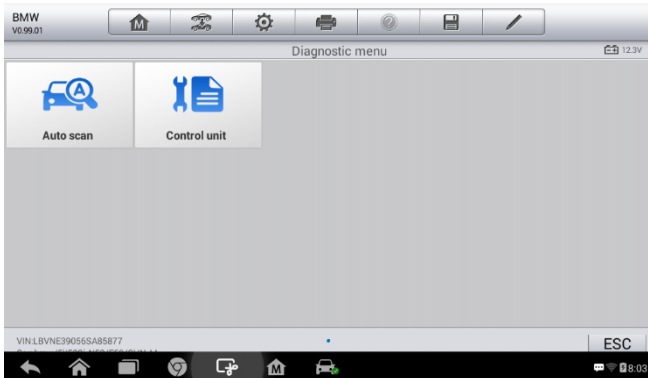 BMW
V0.99.01
M
Diagnostic menu
12.3V
A
Auto scan
Control unit
VIN:LBVNE39056SA85877
ESC
M
8:03